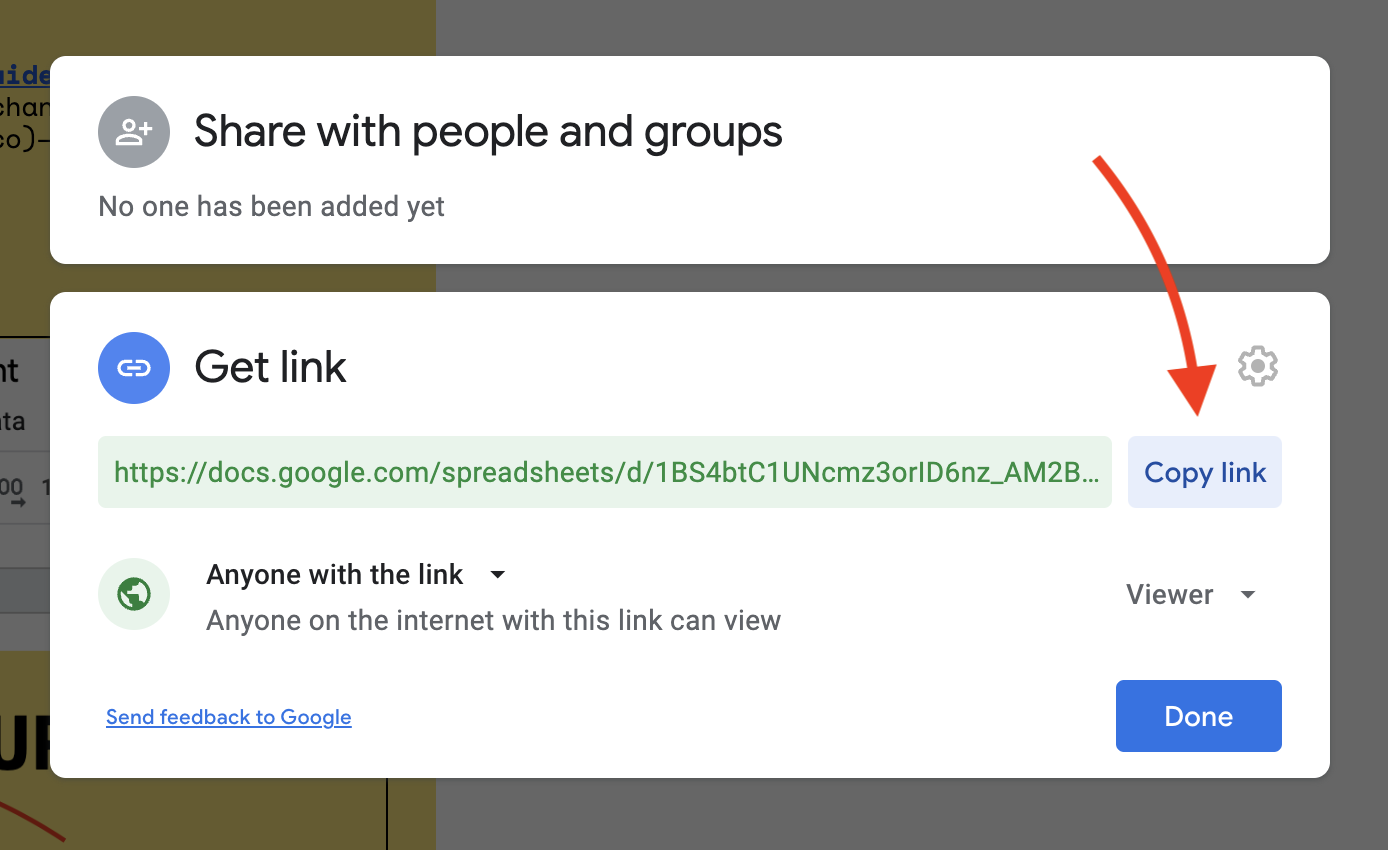 Share with people and groups
No one has been added yet
Get link
https://docs.google.com/spreadsheets/d/1BS4btC1UNcmz3orID6nz_AM2B…
Copy link
Anyone with the link
Viewer
Anyone on the internet with this link can view
Send feedback to Google
Done